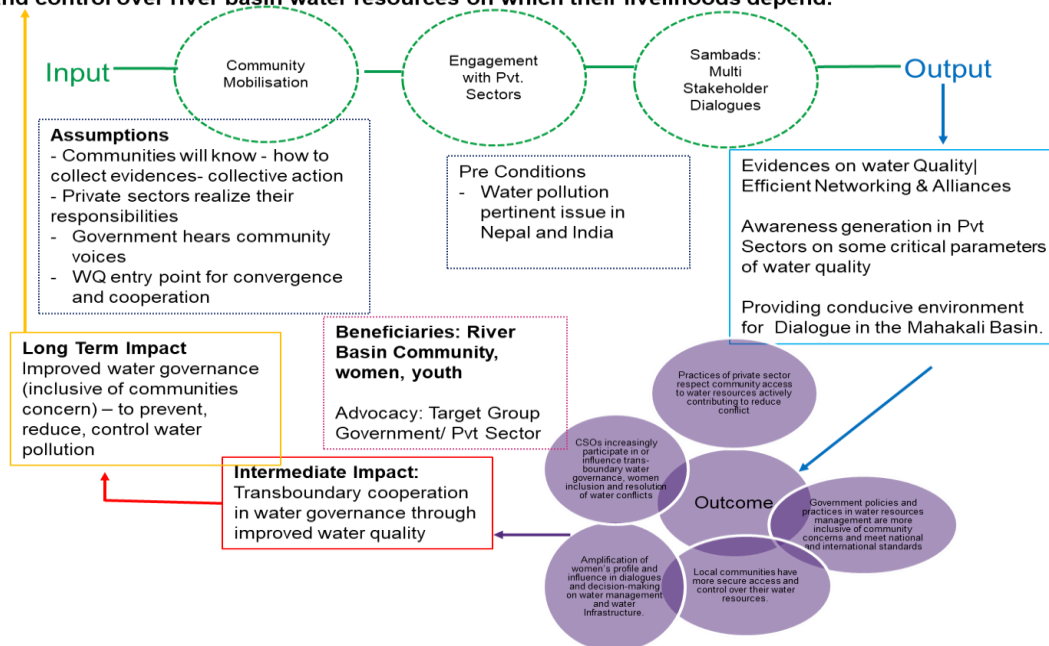 and control over river basin water resources on which their livelihoods depend.
Input
Community
Mobilisation
Engagement
with Pvt.
Sectors
Sambads:
Multi
Stakeholder
Dialogues
Output
Assumptions
- Communities will know - how to
collect evidences- collective action
- Private sectors realize their
responsibilities
- Government hears community
voices
- WQ entry point for convergence
and cooperation
Pre Conditions
- Water pollution
pertinent issue in
Nepal and India
Evidences on water Quality|
Efficient Networking & Alliances
Awareness generation in Pvt
Sectors on some critical parameters
of water quality
Providing conducive environment
for Dialogue in the Mahakali Basin.
Long Term Impact
Improved water governance
(inclusive of communities
concern) – to prevent,
reduce, control water
pollution
Beneficiaries: River
Basin Community,
women, youth
Advocacy: Target Group
Government/ Pvt Sector
Intermediate Impact:
Transboundary cooperation
in water governance through
improved water quality
Outcome
Practices of private sector
respect community access
to water resources actively
contributing to reduce
conflict
Government policies and
practices in water resources
management are more
inclusive of community
concerns and meet national
and international standards
Local communities have
more secure access and
control over their water
resources.
Amplification of
women's profile and
influence in dialogues
and decision-making
on water management
and water
Infrastructure.
CSOs increasingly
participate in or
influence trans-
boundary water
governance, women
inclusion and resolution
of water conflicts